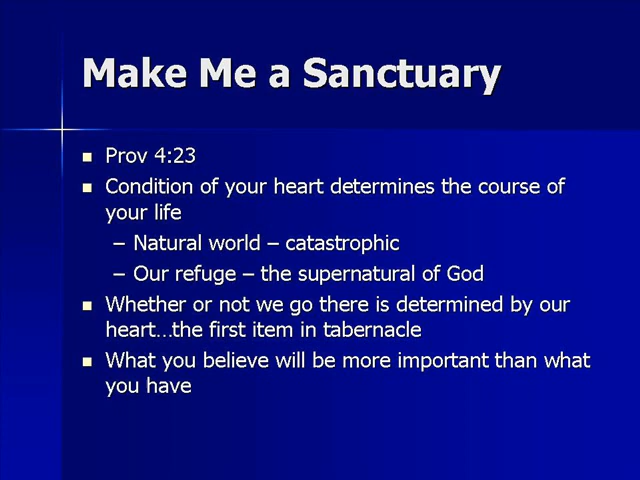 Make Me a Sanctuary
■ Prov 4:23
■ Condition of your heart determines the course of
your life
– Natural world – catastrophic
– Our refuge – the supernatural of God
■ Whether or not we go there is determined by our
heart…the first item in tabernacle
■ What you believe will be more important than what
you have